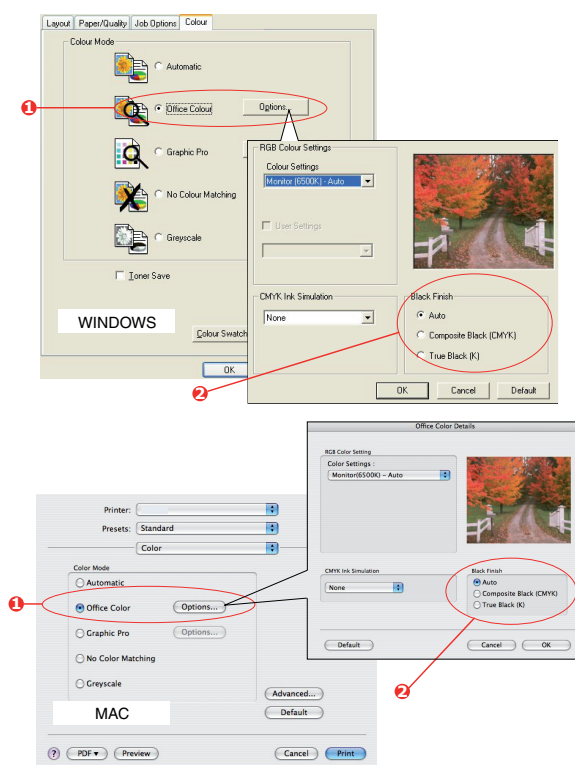 Layout Paper/Quality Job Options Colour
Colour Mode
Automatic
1
Office Colour Options...
Graphic Pro
No Colour Matching
Greyscale
Toner Save
WINDOWS
Colour Swatch
OK
RGB Colour Settings
Colour Settings
Monitor (6500K) - Auto
User Settings
CMYK Ink Simulation
None
Black Finish
Auto
Composite Black (CMYK)
True Black (K)
2
OK Cancel Default
Office Color Details
RGB Color Setting
Color Settings :
Monitor(6500K) - Auto
CMYK Ink Simulation
None
Black Finish
Auto
Composite Black (CMYK)
True Black (K)
Default Cancel OK
2
Printer:
Presets: Standard
Color
Color Mode
Automatic
1
Office Color Options...
Graphic Pro Options...
No Color Matching
Greyscale
Advanced...
MAC
Default
? PDF▾ Preview Cancel Print